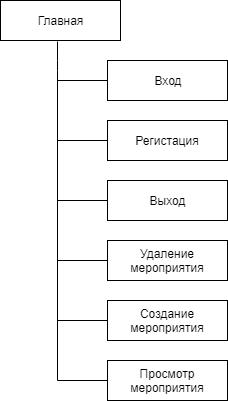 Главная
Вход
Регистация
Выход
Удаление
мероприятия
Создание
мероприятия
Просмотр
мероприятия